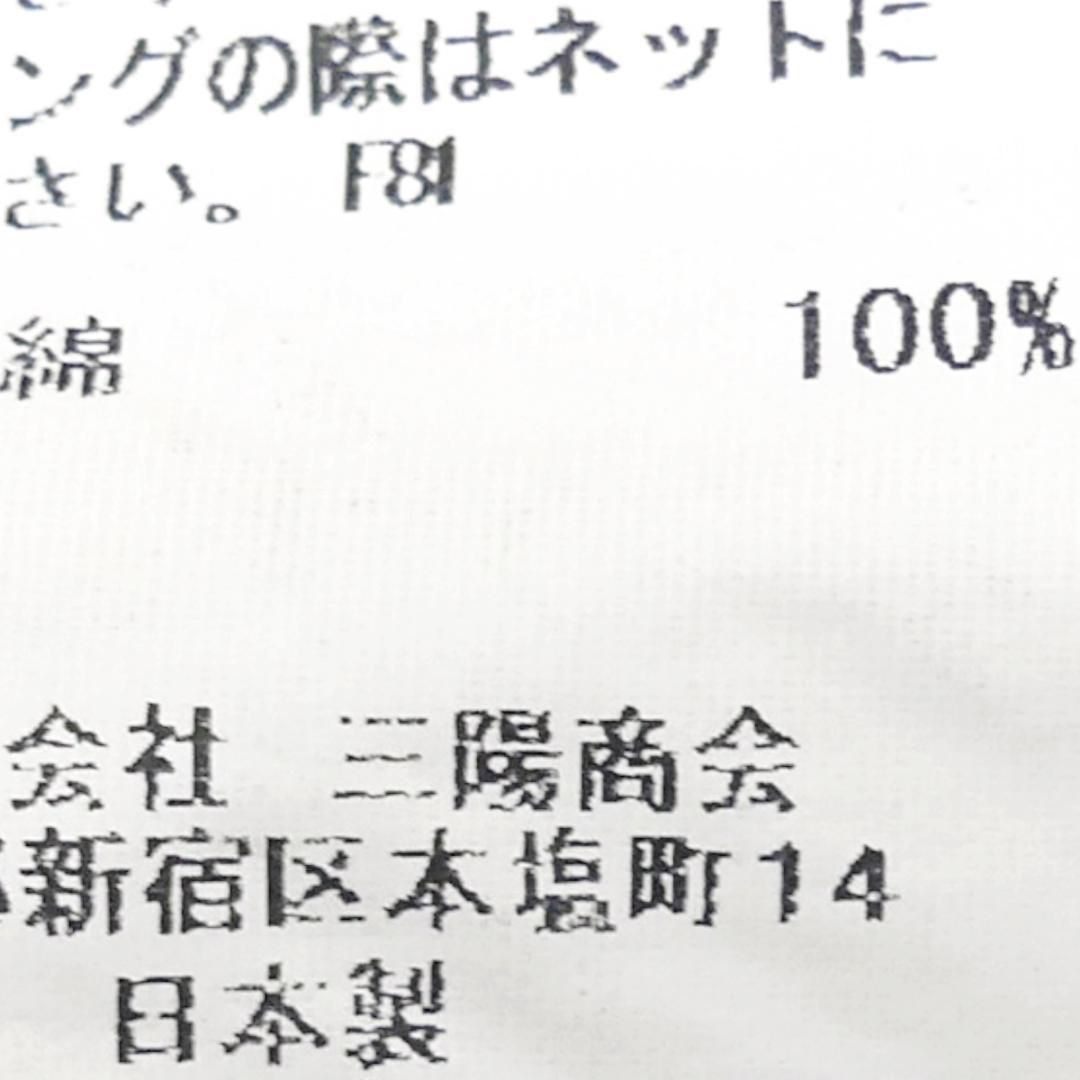 ングの際はネットに
さい。 F81
綿 100%
会社 三陽商会
新宿区本塩町14
日本製